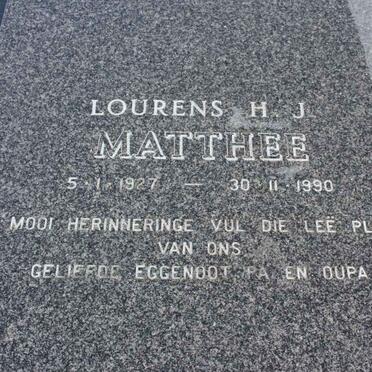 LOURENS H. J.
MATTHEE
5·1·1927 — 30·11·1990
MOOI HERINNERINGE VUL DIE LEË PL
VAN ONS
GELIEFDE EGGENOOT, PA EN OUPA